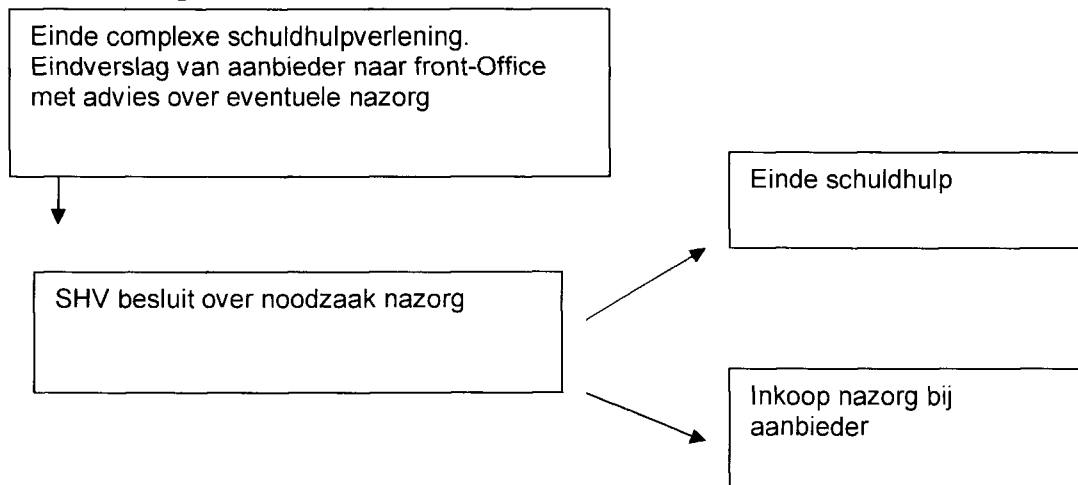 Einde complexe schuldhulpverlening.
Eindverslag van aanbieder naar front-Office
met advies over eventuele nazorg
Einde schuldhulp
SHV besluit over noodzaak nazorg
Inkoop nazorg bij
aanbieder